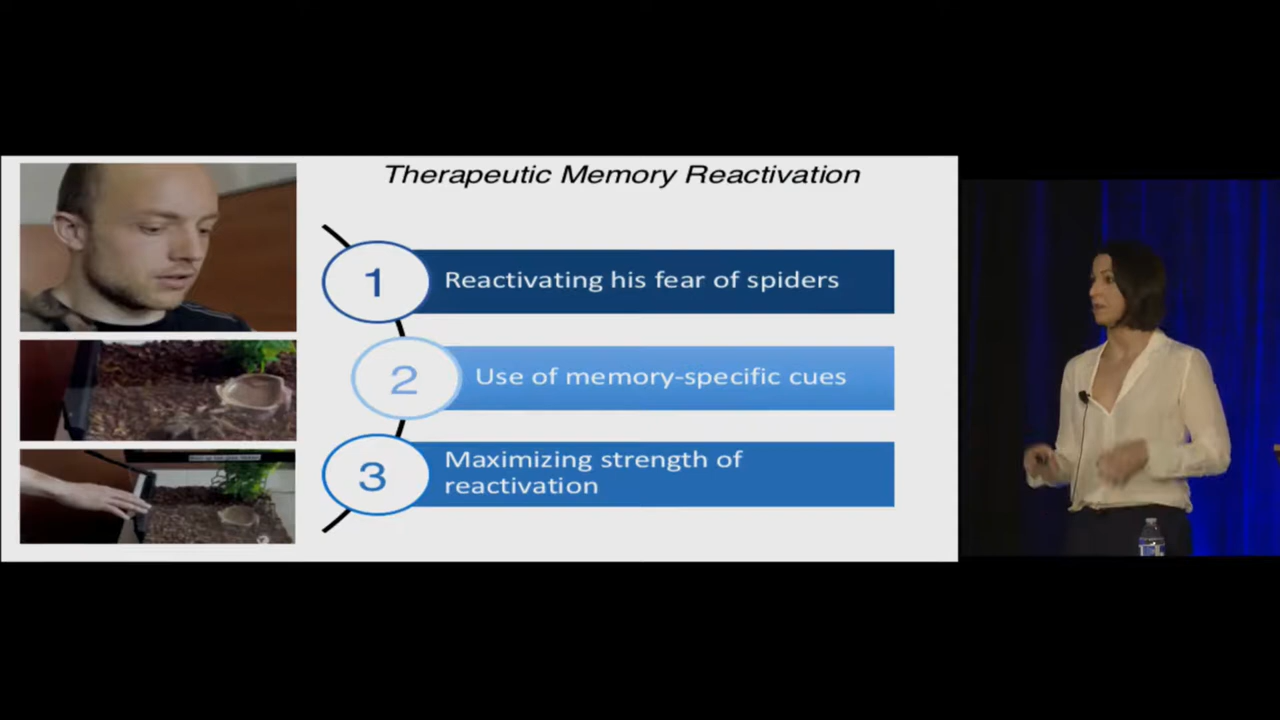 Therapeutic Memory Reactivation
1
Reactivating his fear of spiders
2
Use of memory-specific cues
3
Maximizing strength of
reactivation